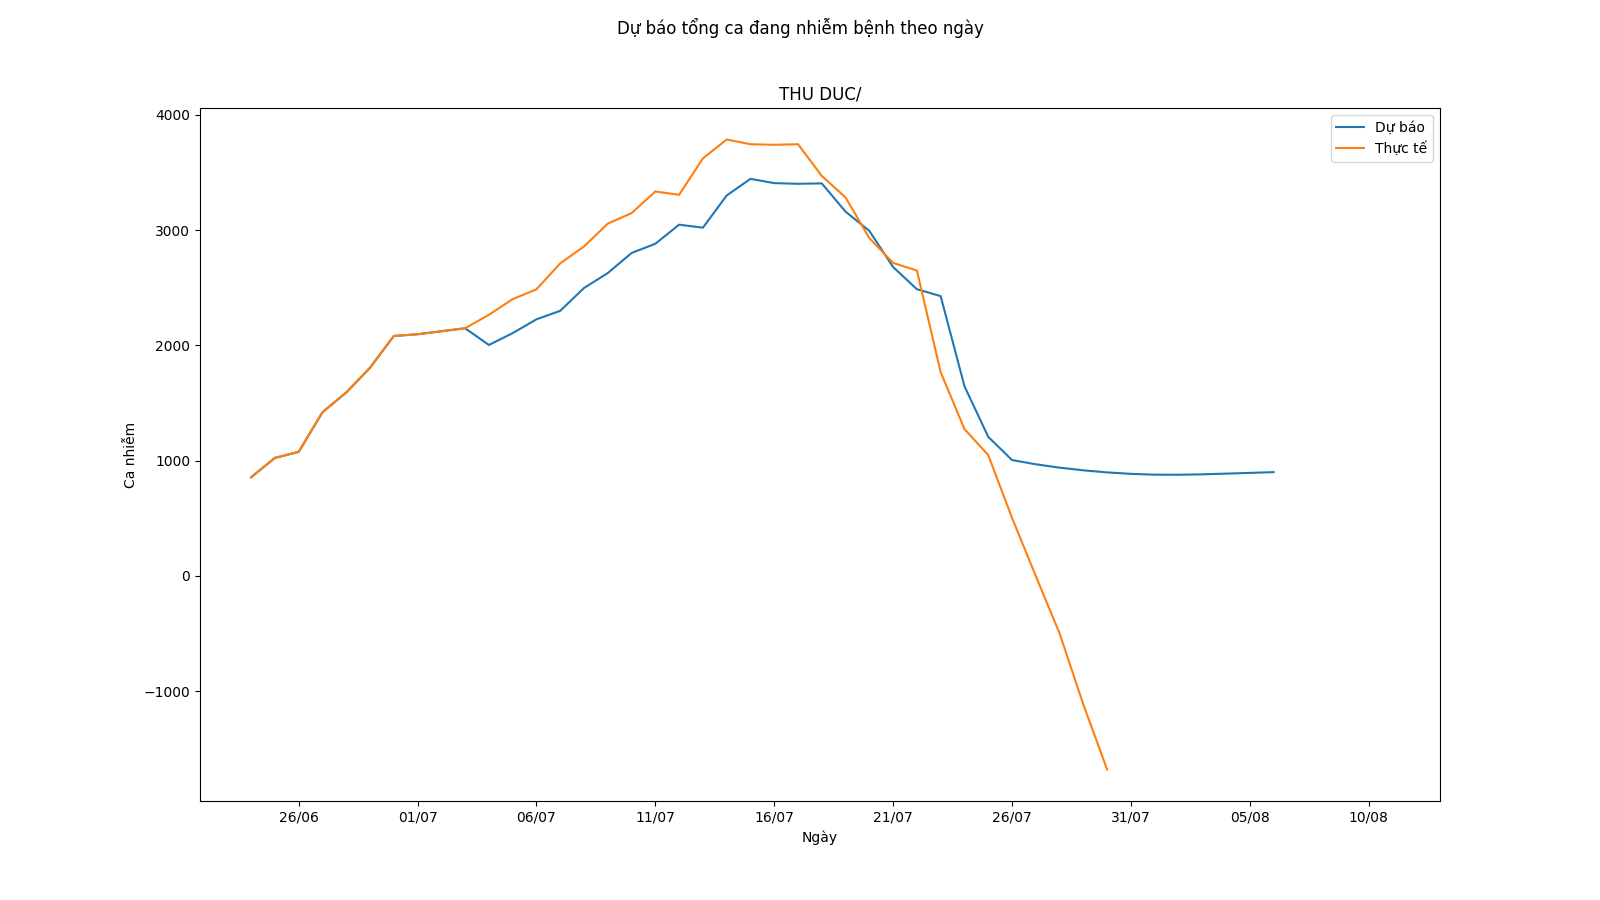 Dự báo tổng ca đang nhiễm bệnh theo ngày
THU DUC/
Dự báo
Thực tế
4000
3000
2000
1000
0
−1000
Ca nhiễm
26/06 01/07 06/07 11/07 16/07 21/07 26/07 31/07 05/08 10/08
Ngày